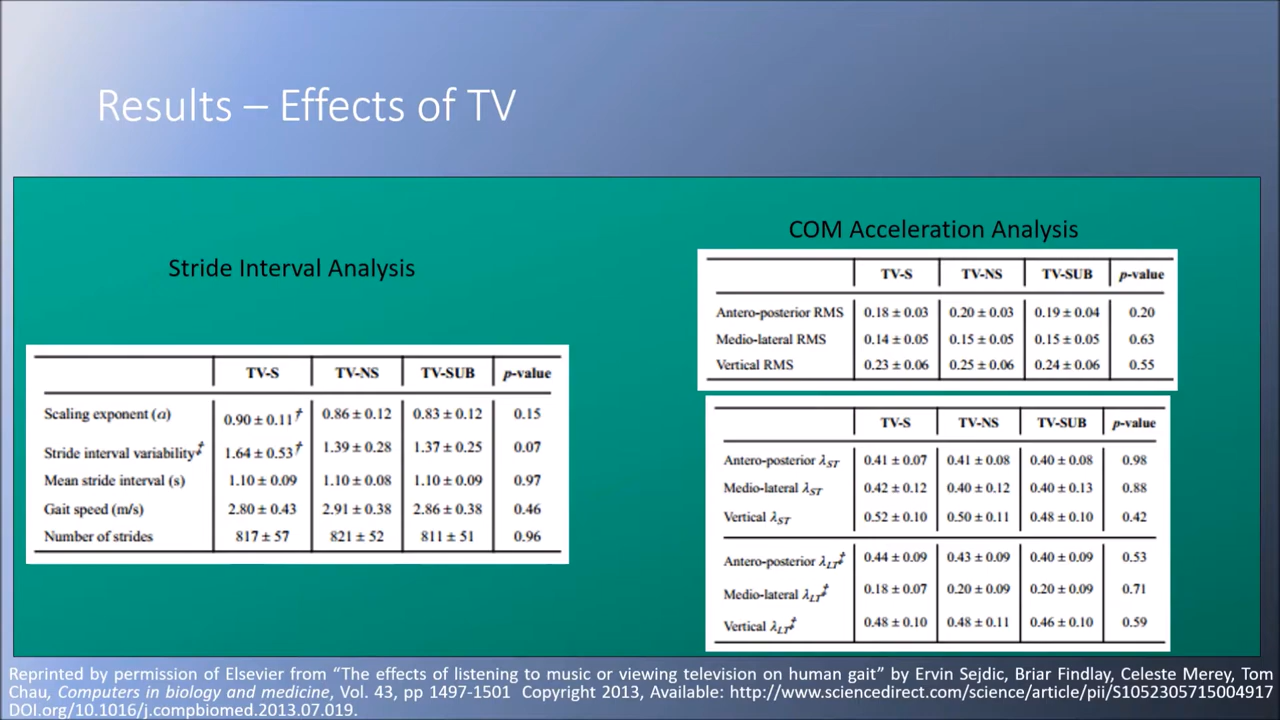 Results – Effects of TV
Stride Interval Analysis
TV-S TV-NS TV-SUB p-value
Scaling exponent (α) 0.90 ± 0.11† 0.86 ± 0.12 0.83 ± 0.12 0.15
Stride interval variability‡ 1.64 ± 0.53† 1.39 ± 0.28 1.37 ± 0.25 0.07
Mean stride interval (s) 1.10 ± 0.09 1.10 ± 0.08 1.10 ± 0.09 0.97
Gait speed (m/s) 2.80 ± 0.43 2.91 ± 0.38 2.86 ± 0.38 0.46
Number of strides 817 ± 57 821 ± 52 811 ± 51 0.96
COM Acceleration Analysis
TV-S TV-NS TV-SUB p-value
Antero-posterior RMS 0.18 ± 0.03 0.20 ± 0.03 0.19 ± 0.04 0.20
Medio-lateral RMS 0.14 ± 0.05 0.15 ± 0.05 0.15 ± 0.05 0.63
Vertical RMS 0.23 ± 0.06 0.25 ± 0.06 0.24 ± 0.06 0.55
TV-S TV-NS TV-SUB p-value
Antero-posterior λST 0.41 ± 0.07 0.41 ± 0.08 0.40 ± 0.08 0.98
Medio-lateral λST 0.42 ± 0.12 0.40 ± 0.12 0.40 ± 0.13 0.88
Vertical λST 0.52 ± 0.10 0.50 ± 0.11 0.48 ± 0.10 0.42
Antero-posterior λLT‡ 0.44 ± 0.09 0.43 ± 0.09 0.40 ± 0.09 0.53
Medio-lateral λLT‡ 0.18 ± 0.07 0.20 ± 0.09 0.20 ± 0.09 0.71
Vertical λLT‡ 0.48 ± 0.10 0.48 ± 0.11 0.46 ± 0.10 0.59
Reprinted by permission of Elsevier from “The effects of listening to music or viewing television on human gait” by Ervin Sejdic, Briar Findlay, Celeste Merey, Tom
Chau, Computers in biology and medicine, Vol. 43, pp 1497-1501 Copyright 2013, Available: http://www.sciencedirect.com/science/article/pii/S1052305715004917
DOI.org/10.1016/j.compbiomed.2013.07.019.